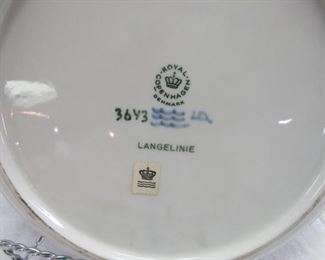 ROYAL
COPENHAGEN
DENMARK
3643
LANGELINIE